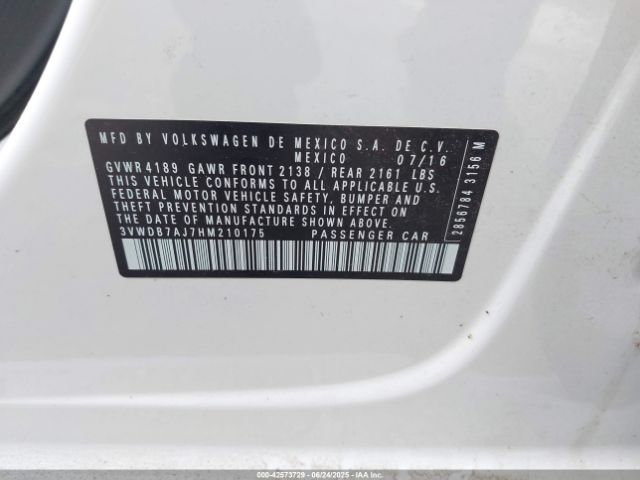 MFD BY VOLKSWAGEN DE MEXICO S.A. DE C.V.
MEXICO 07/16
GVWR 4189 GAWR FRONT 2138 / REAR 2161 LBS
THIS VEHICLE CONFORMS TO ALL APPLICABLE U.S.
FEDERAL MOTOR VEHICLE SAFETY, BUMPER AND
THEFT PREVENTION STANDARDS IN EFFECT ON THE
DATE OF MANUFACTURE SHOWN ABOVE.
3VWDB7AJ7HM210175 PASSENGER CAR
2856784 3156 M
000-42573729 - 06/24/2025 - IAAI.COM